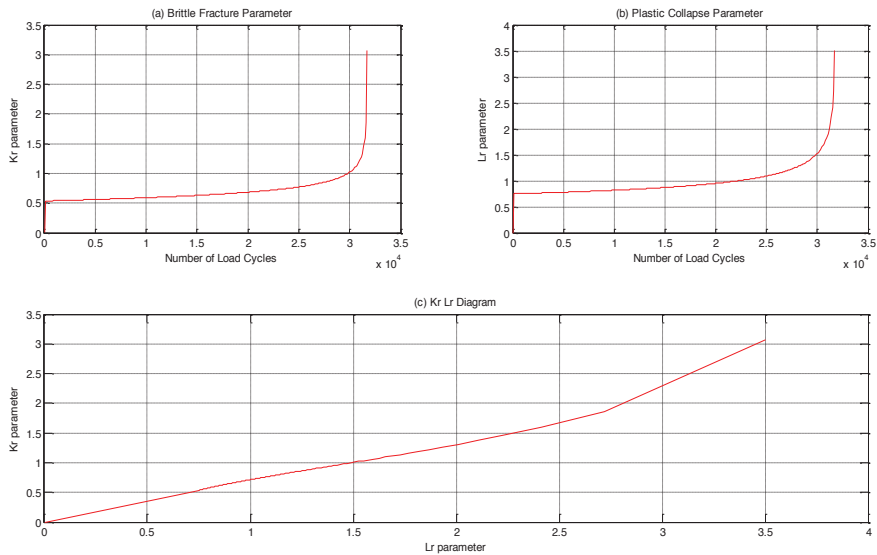 (a) Brittle Fracture Parameter
3.5
3
2.5
2
1.5
1
0.5
0
Kr parameter
0 0.5 1 1.5 2 2.5 3 3.5
Number of Load Cycles
x 10^4
(b) Plastic Collapse Parameter
4
3.5
3
2.5
2
1.5
1
0.5
0
Lr parameter
0 0.5 1 1.5 2 2.5 3 3.5
Number of Load Cycles
x 10^4
(c) Kr Lr Diagram
3.5
3
2.5
2
1.5
1
0.5
0
Kr parameter
0 0.5 1 1.5 2 2.5 3 3.5 4
Lr parameter